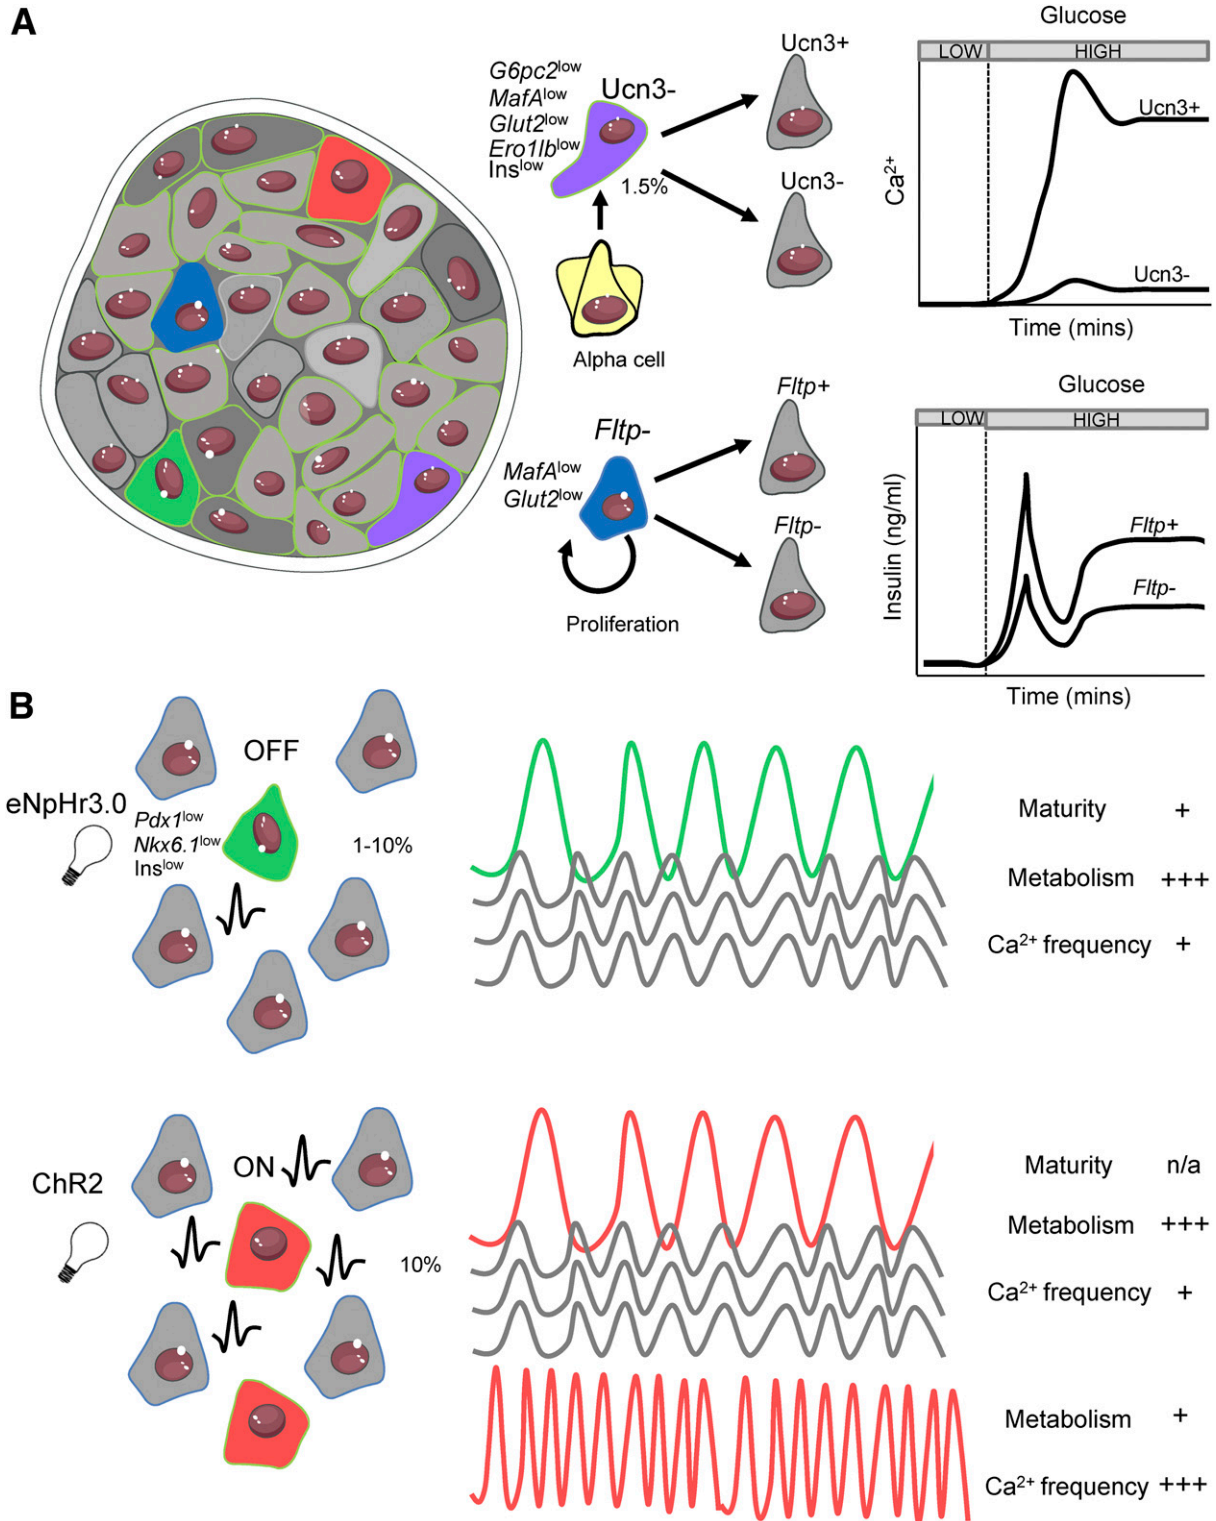 A
G6pc2low
MafAlow
Glut2low
Ero1lblow
Inslow
Ucn3-
1.5%
Alpha cell
Ucn3+
Ucn3-
Glucose
LOW HIGH
Ca2+
Ucn3+
Ucn3-
Time (mins)
Fltp-
MafAlow
Glut2low
Proliferation
Fltp+
Fltp-
Glucose
LOW HIGH
Insulin (ng/ml)
Fltp+
Fltp-
Time (mins)
B
eNpHr3.0
OFF
Pdx1low
Nkx6.1low
Inslow
1-10%
Maturity +
Metabolism +++
Ca2+ frequency +
ChR2
ON
10%
Maturity n/a
Metabolism +++
Ca2+ frequency +
Metabolism +
Ca2+ frequency +++